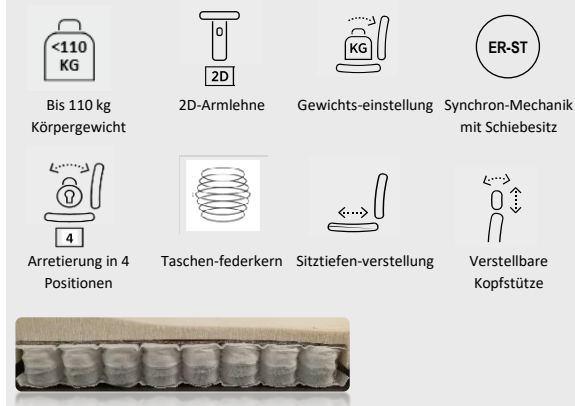 <110
KG
2D
KG
ER-ST
Bis 110 kg
Körpergewicht
2D-Armlehne
Gewichts-einstellung
Synchron-Mechanik
mit Schiebesitz
4
Arretierung in 4
Positionen
Taschen-federkern
Sitztiefen-verstellung
Verstellbare
Kopfstütze